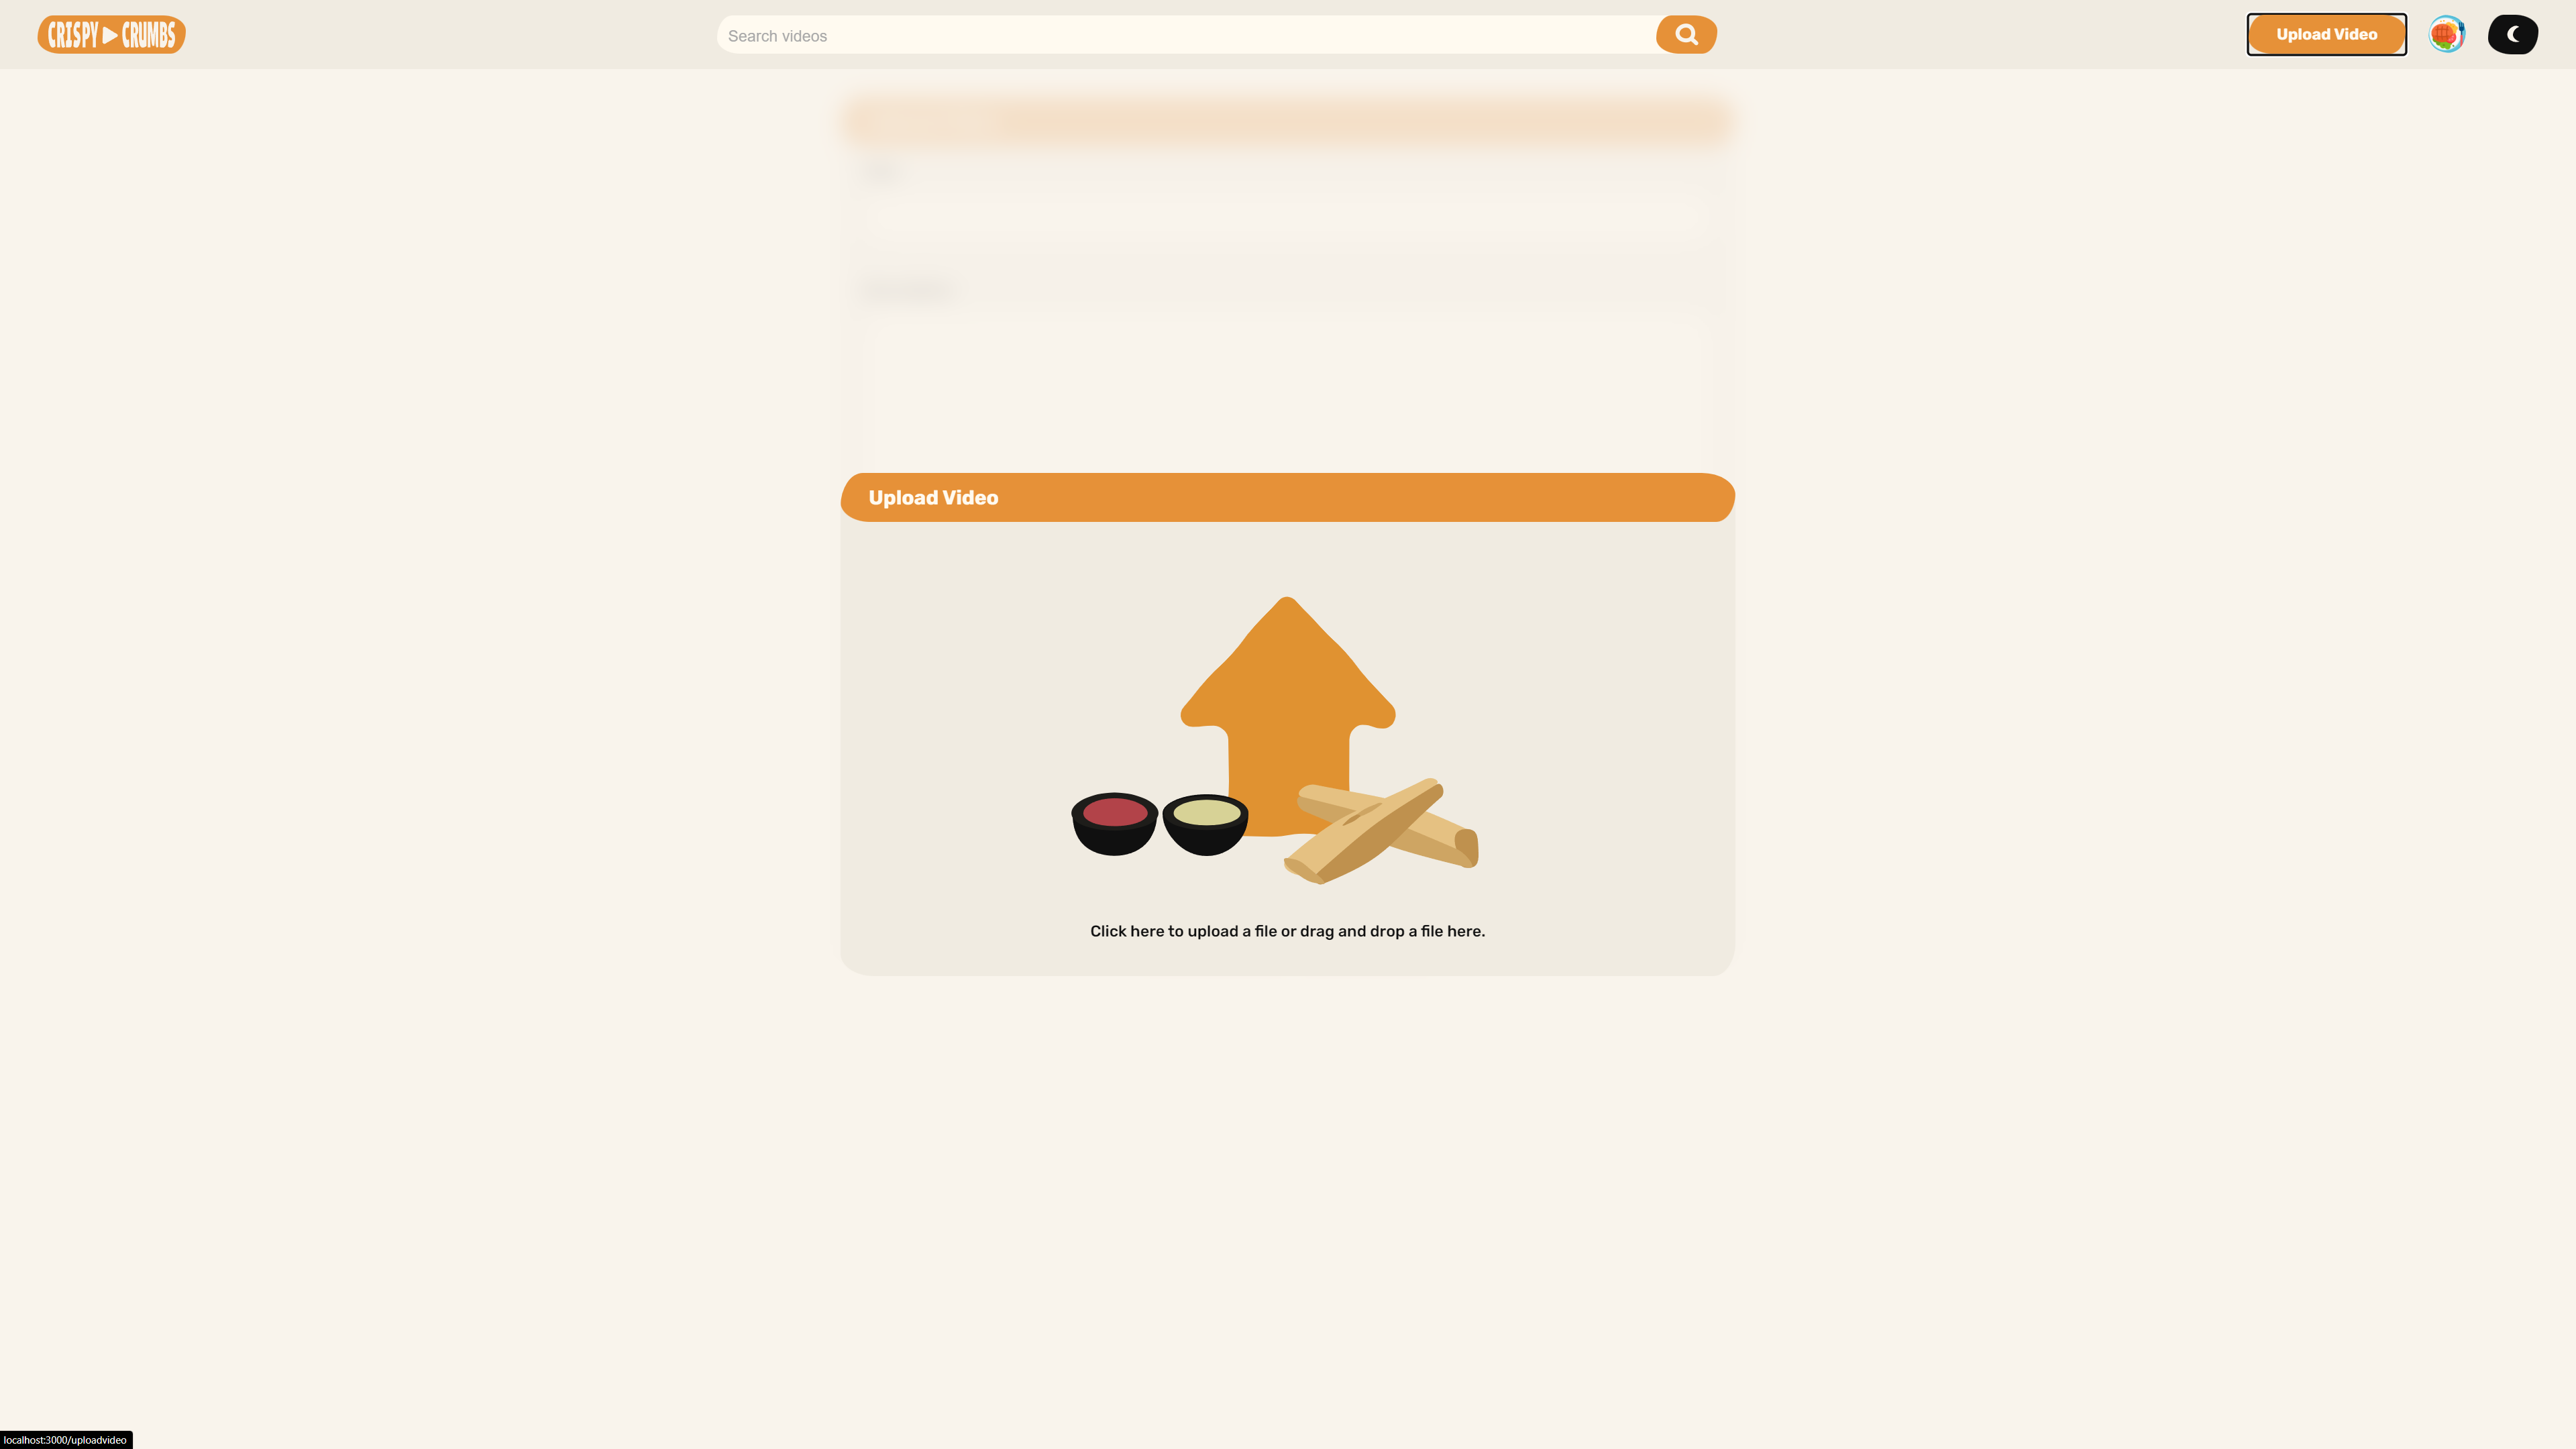 CRISPY CRUMBS
Search videos
Upload Video
Upload Video
Click here to upload a file or drag and drop a file here.
localhost:3000/uploadvideo